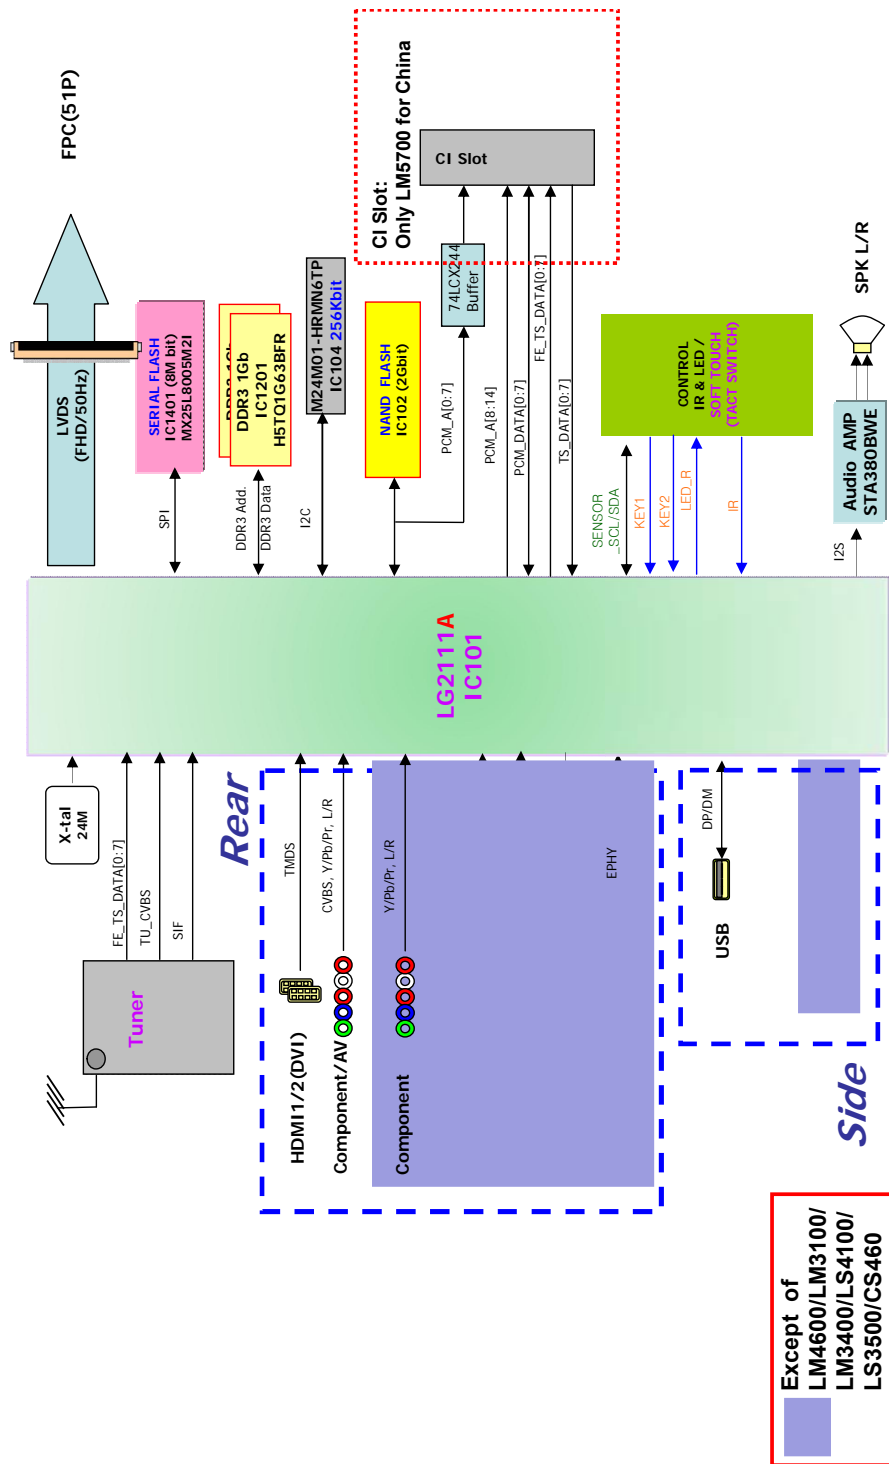 FPC(51P)
LVDS
(FHD/50Hz)
SERIAL FLASH
IC1401 (8M bit)
MX25L8005M2I
SPI
DDR3 1Gb
DDR3 1Gb
IC1201
H5TQ1G63BFR
DDR3 Add.
DDR3 Data
M24M01-HRMN6TP
IC104 256Kbit
I2C
NAND FLASH
IC102 (2Gbit)
CI Slot:
Only LM5700 for China
CI Slot
74LCX244
Buffer
PCM_A[0:7]
PCM_A[8:14]
PCM_DATA[0:7]
FE_TS_DATA[0:7]
TS_DATA[0:7]
CONTROL
IR & LED /
SOFT TOUCH
(TACT SWITCH)
SENSOR
_SCL/SDA
KEY1
KEY2
LED_R
IR
SPK L/R
Audio AMP
STA380BWE
I2S
LG2111A
IC101
X-tal
24M
Tuner
FE_TS_DATA[0:7]
TU_CVBS
SIF
Rear
TMDS
HDMI1/2(DVI)
CVBS, Y/Pb/Pr, L/R
Component/AV
Y/Pb/Pr, L/R
Component
EPHY
DP/DM
USB
Side
Except of
LM4600/LM3100/
LM3400/LS4100/
LS3500/CS460